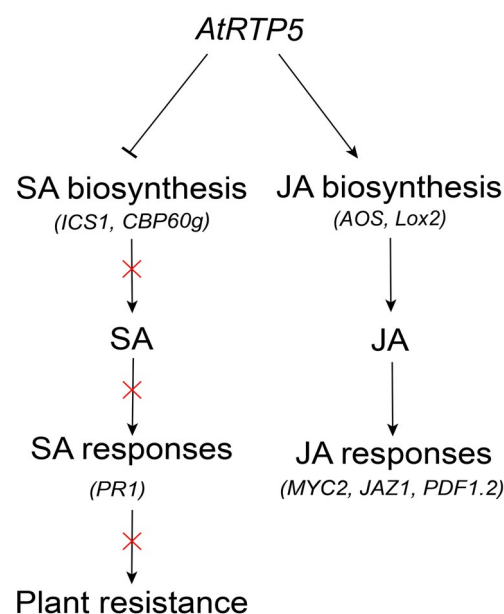 AtRTP5
SA biosynthesis
(ICS1, CBP60g)
JA biosynthesis
(AOS, Lox2)
SA
JA
SA responses
(PR1)
JA responses
(MYC2, JAZ1, PDF1.2)
Plant resistance